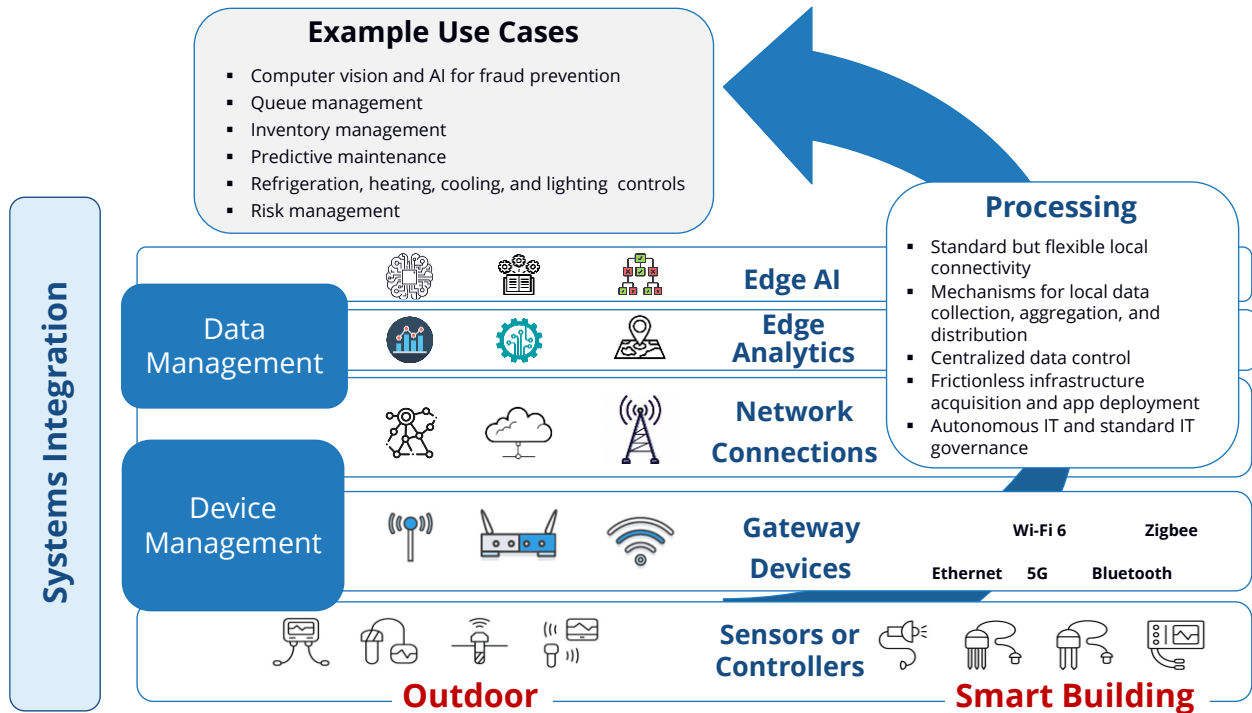 Example Use Cases
▪ Computer vision and AI for fraud prevention
▪ Queue management
▪ Inventory management
▪ Predictive maintenance
▪ Refrigeration, heating, cooling, and lighting controls
▪ Risk management
Processing
▪ Standard but flexible local
connectivity
▪ Mechanisms for local data
collection, aggregation, and
distribution
▪ Centralized data control
▪ Frictionless infrastructure
acquisition and app deployment
▪ Autonomous IT and standard IT
governance
Systems Integration
Data
Management
Device
Management
Edge AI
Edge
Analytics
Network
Connections
Gateway
Devices
Wi-Fi 6
Zigbee
Ethernet
5G
Bluetooth
Sensors or
Controllers
Outdoor
Smart Building